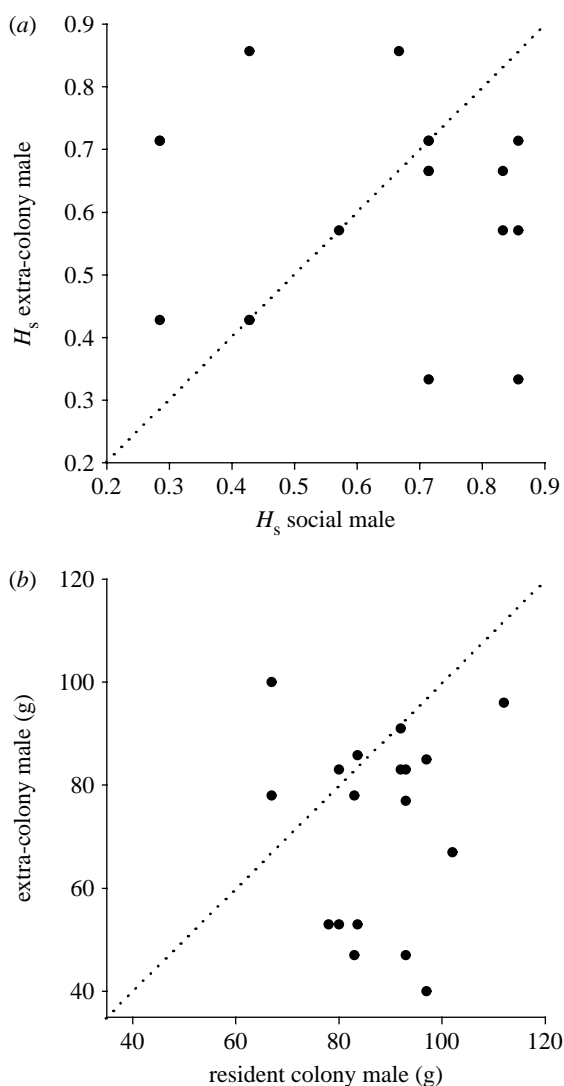 (a)
0.9
0.8
0.7
0.6
0.5
0.4
0.3
0.2
Hs extra-colony male
0.2 0.3 0.4 0.5 0.6 0.7 0.8 0.9
Hs social male
(b)
120
100
80
60
40
extra-colony male (g)
40 60 80 100 120
resident colony male (g)